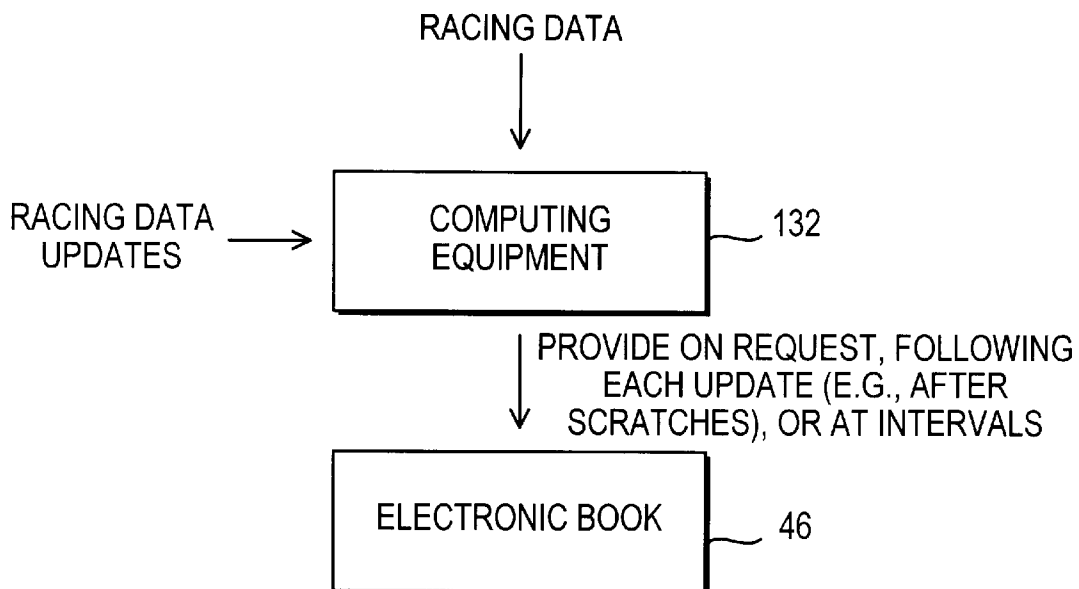 RACING DATA
RACING DATA
UPDATES
COMPUTING
EQUIPMENT
132
PROVIDE ON REQUEST, FOLLOWING
EACH UPDATE (E.G., AFTER
SCRATCHES), OR AT INTERVALS
ELECTRONIC BOOK
46